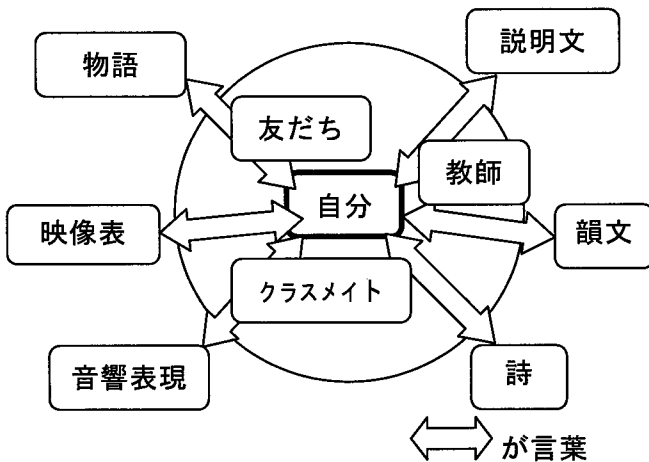 物語
説明文
友だち
教師
自分
映像表
韻文
クラスメイト
音響表現
詩
が言葉